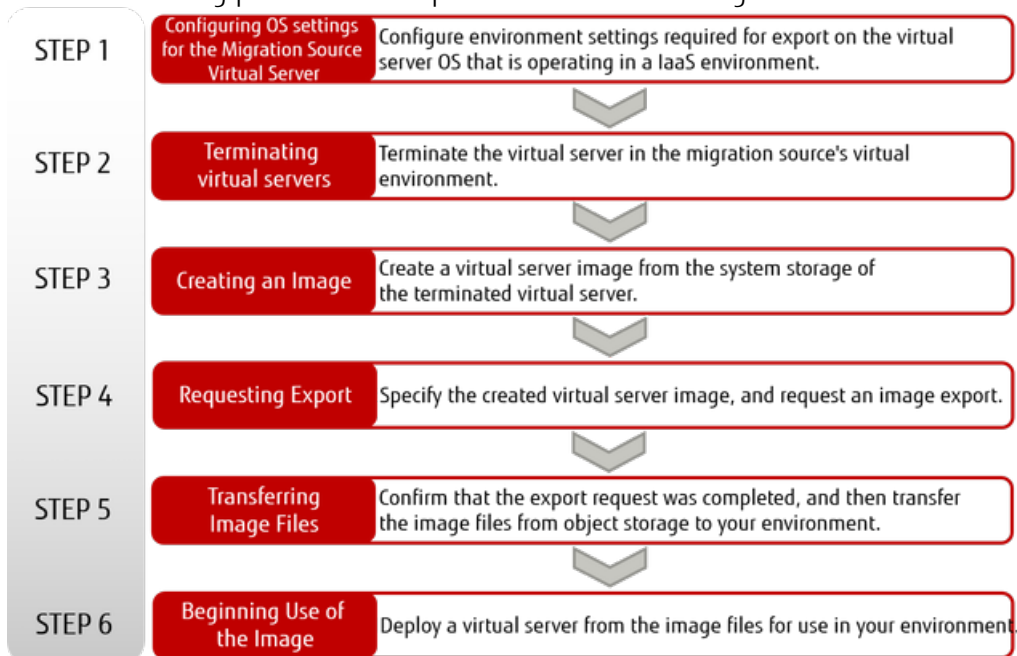 STEP 1
Configuring OS settings
for the Migration Source
Virtual Server
Configure environment settings required for export on the virtual
server OS that is operating in a IaaS environment.
STEP 2
Terminating
virtual servers
Terminate the virtual server in the migration source's virtual
environment.
STEP 3
Creating an Image
Create a virtual server image from the system storage of
the terminated virtual server.
STEP 4
Requesting Export
Specify the created virtual server image, and request an image export.
STEP 5
Transferring
Image Files
Confirm that the export request was completed, and then transfer
the image files from object storage to your environment.
STEP 6
Beginning Use of
the Image
Deploy a virtual server from the image files for use in your environment.